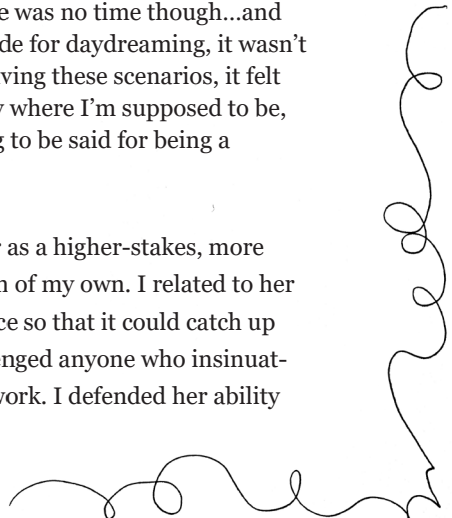 e was no time though...and
de for daydreaming, it wasn’t
ving these scenarios, it felt
y where I’m supposed to be,
g to be said for being a
r as a higher-stakes, more
n of my own. I related to her
ce so that it could catch up
enged anyone who insinuat-
work. I defended her ability